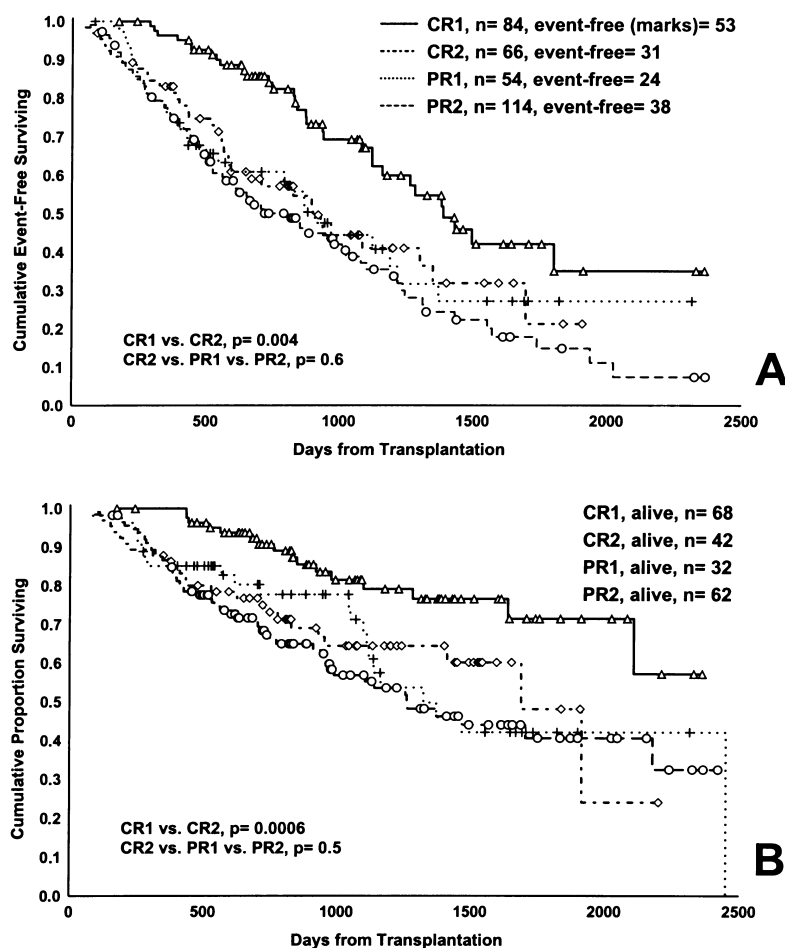 CR1, n= 84, event-free (marks)= 53
CR2, n= 66, event-free= 31
PR1, n= 54, event-free= 24
PR2, n= 114, event-free= 38
Cumulative Event-Free Surviving
1.0
0.9
0.8
0.7
0.6
0.5
0.4
0.3
0.2
0.1
0.0
CR1 vs. CR2, p= 0.004
CR2 vs. PR1 vs. PR2, p= 0.6
A
0 500 1000 1500 2000 2500
Days from Transplantation
CR1, alive, n= 68
CR2, alive, n= 42
PR1, alive, n= 32
PR2, alive, n= 62
Cumulative Proportion Surviving
1.0
0.9
0.8
0.7
0.6
0.5
0.4
0.3
0.2
0.1
0.0
CR1 vs. CR2, p= 0.0006
CR2 vs. PR1 vs. PR2, p= 0.5
B
0 500 1000 1500 2000 2500
Days from Transplantation